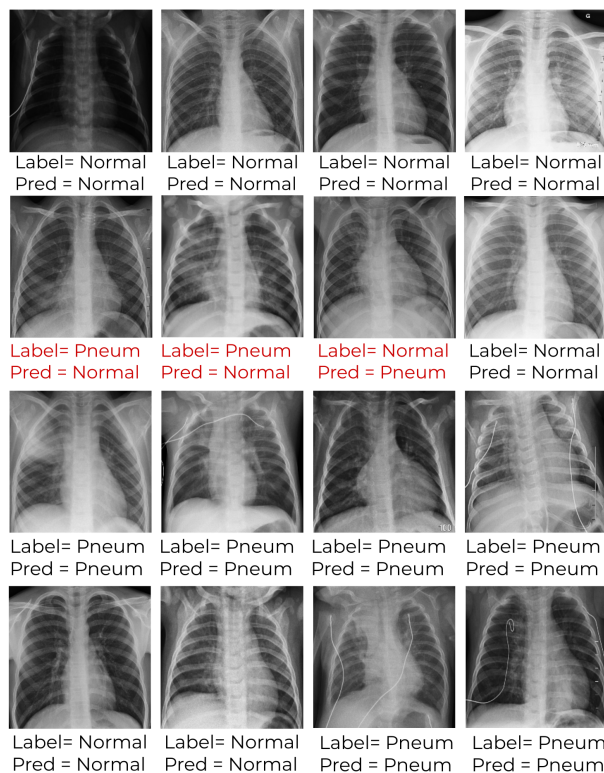 G
Label= Normal
Pred = Normal
Label= Normal
Pred = Normal
Label= Normal
Pred = Normal
Label= Normal
Pred = Normal
Label= Pneum
Pred = Normal
Label= Pneum
Pred = Normal
Label= Normal
Pred = Pneum
Label= Normal
Pred = Normal
Label= Pneum
Pred = Pneum
Label= Pneum
Pred = Pneum
Label= Pneum
Pred = Pneum
Label= Pneum
Pred = Pneum
Label= Normal
Pred = Normal
Label= Normal
Pred = Normal
Label= Pneum
Pred = Pneum
Label= Pneum
Pred = Pneum